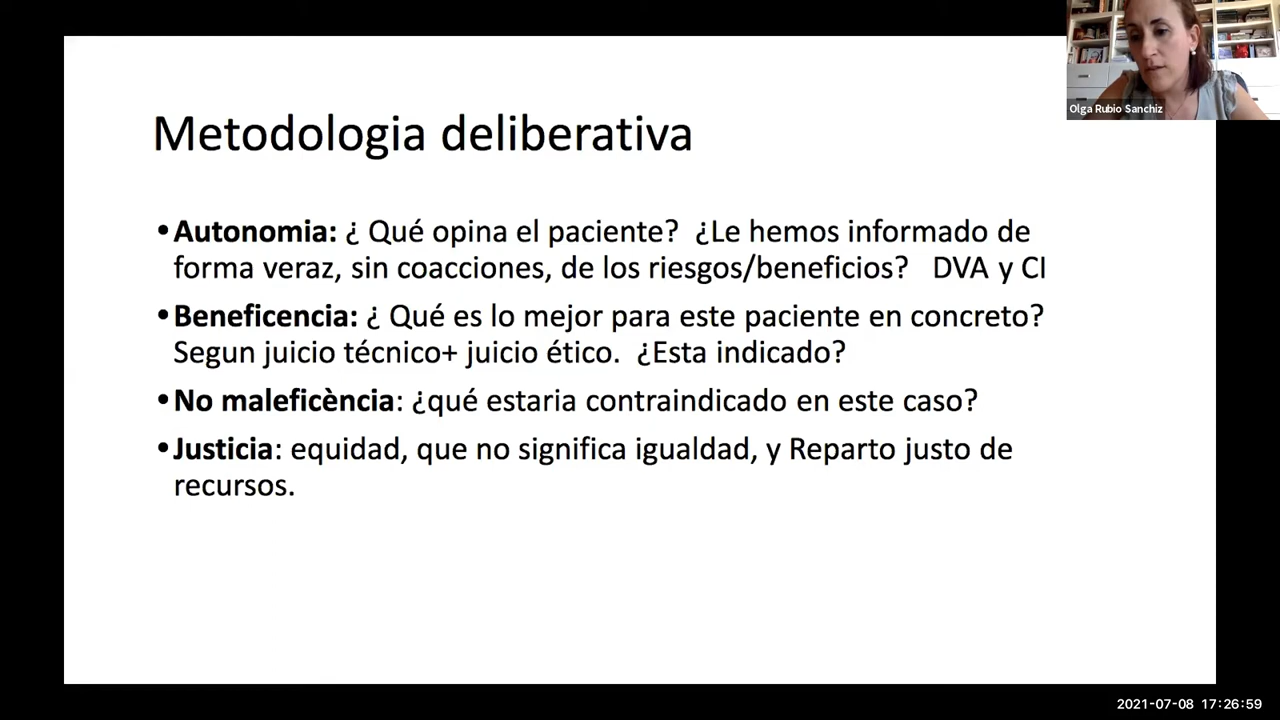 Olga Rubio Sanchiz
Metodologia deliberativa
•Autonomia: ¿ Qué opina el paciente?  ¿Le hemos informado de
forma veraz, sin coacciones, de los riesgos/beneficios?   DVA y CI
•Beneficencia: ¿ Qué es lo mejor para este paciente en concreto?
Segun juicio técnico+ juicio ético.  ¿Esta indicado?
•No maleficència: ¿qué estaria contraindicado en este caso?
•Justicia: equidad, que no significa igualdad, y Reparto justo de
recursos.
2021-07-08 17:26:59